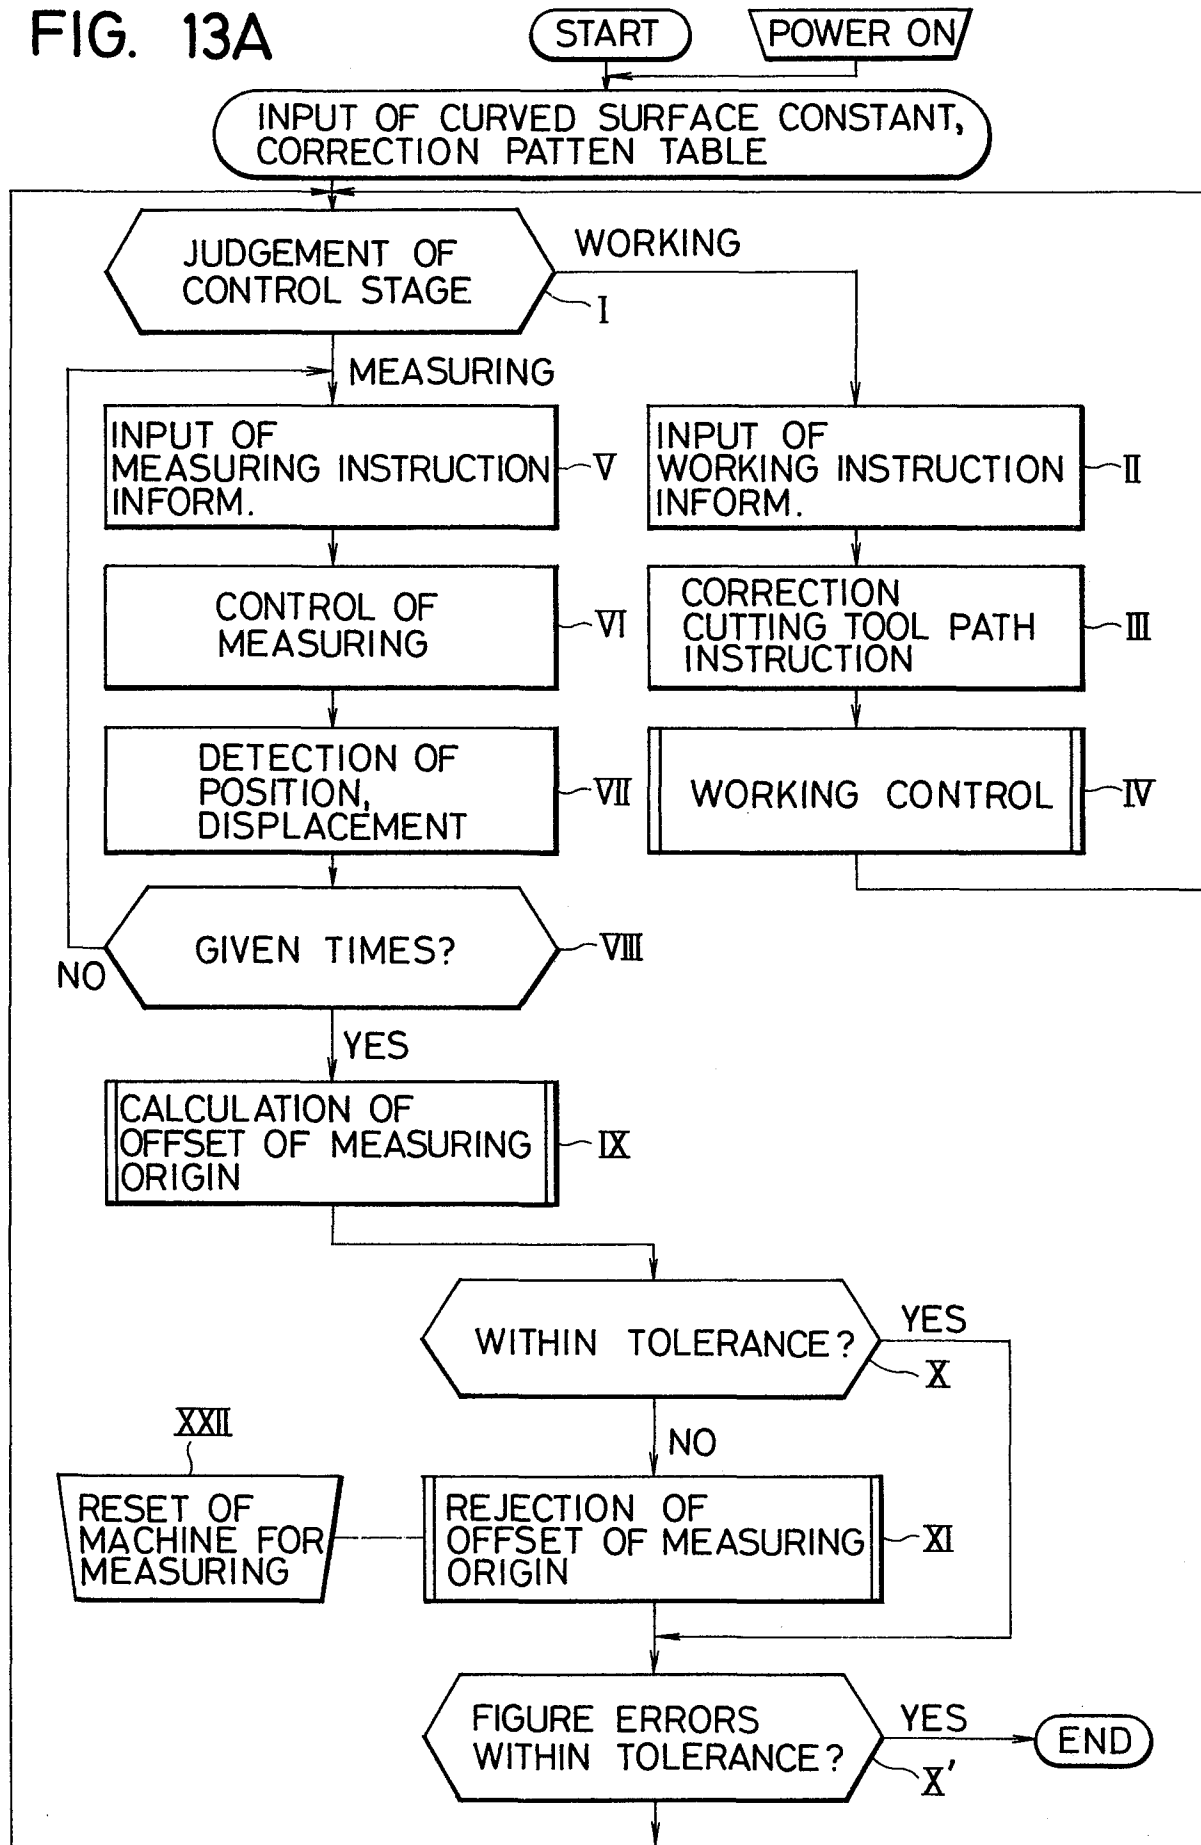 FIG. 13A
START
POWER ON
INPUT OF CURVED SURFACE CONSTANT,
CORRECTION PATTEN TABLE
JUDGEMENT OF
CONTROL STAGE
I
WORKING
MEASURING
INPUT OF
MEASURING INSTRUCTION
INFORM.
V
INPUT OF
WORKING INSTRUCTION
INFORM.
II
CONTROL OF
MEASURING
VI
CORRECTION
CUTTING TOOL PATH
INSTRUCTION
III
DETECTION OF
POSITION,
DISPLACEMENT
VII
WORKING CONTROL
IV
GIVEN TIMES?
VIII
NO
YES
CALCULATION OF
OFFSET OF MEASURING
ORIGIN
IX
WITHIN TOLERANCE?
YES
X
NO
XXII
RESET OF
MACHINE FOR
MEASURING
REJECTION OF
OFFSET OF MEASURING
ORIGIN
XI
FIGURE ERRORS
WITHIN TOLERANCE?
YES
X'
END